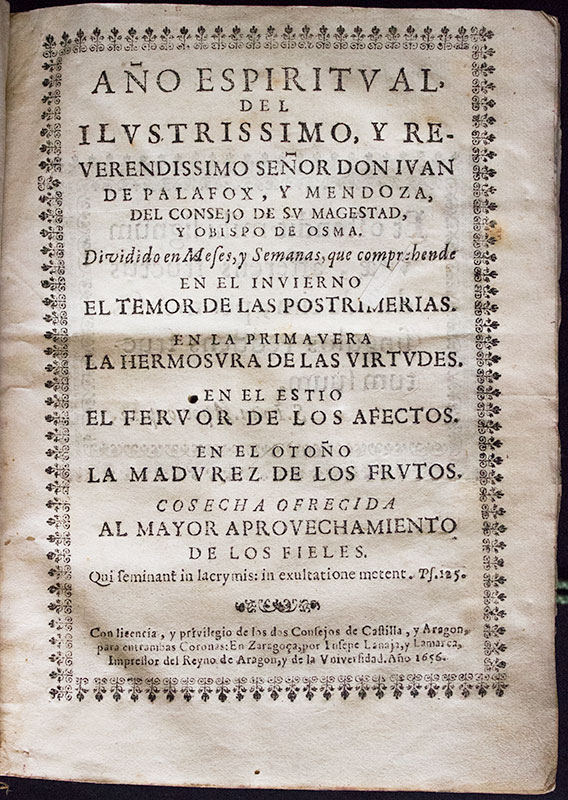 AÑO ESPIRITVAL,
DEL
ILVSTRISSIMO, Y RE-
VERENDISSIMO SEÑOR DON IVAN
DE PALAFOX, Y MENDOZA,
DEL CONSEJO DE SV MAGESTAD,
Y OBISPO DE OSMA.
Dividido en Meſes, y Semanas, que comprehende
EN EL INVIERNO
EL TEMOR DE LAS POSTRIMERIAS.
EN LA PRIMAVERA
LA HERMOSVRA DE LAS VIRTVDES.
EN EL ESTIO
EL FERVOR DE LOS AFECTOS.
EN EL OTOÑO
LA MADVREZ DE LOS FRVTOS.
COSECHA OFRECIDA
AL MAYOR APROVECHAMIENTO
DE LOS FIELES.
Qui ſeminant in lacrymis: in exultatione metent. Pſ. 125.
Con licencia, y privilegio de los dos Conſejos de Caſtilla, y Aragon,
para entrambas Coronas: En Zaragoça, por Iuſepe Lanaja, y Lamarca,
Impreſſor del Reyno de Aragon, y de la Vniverſidad. Año 1656.